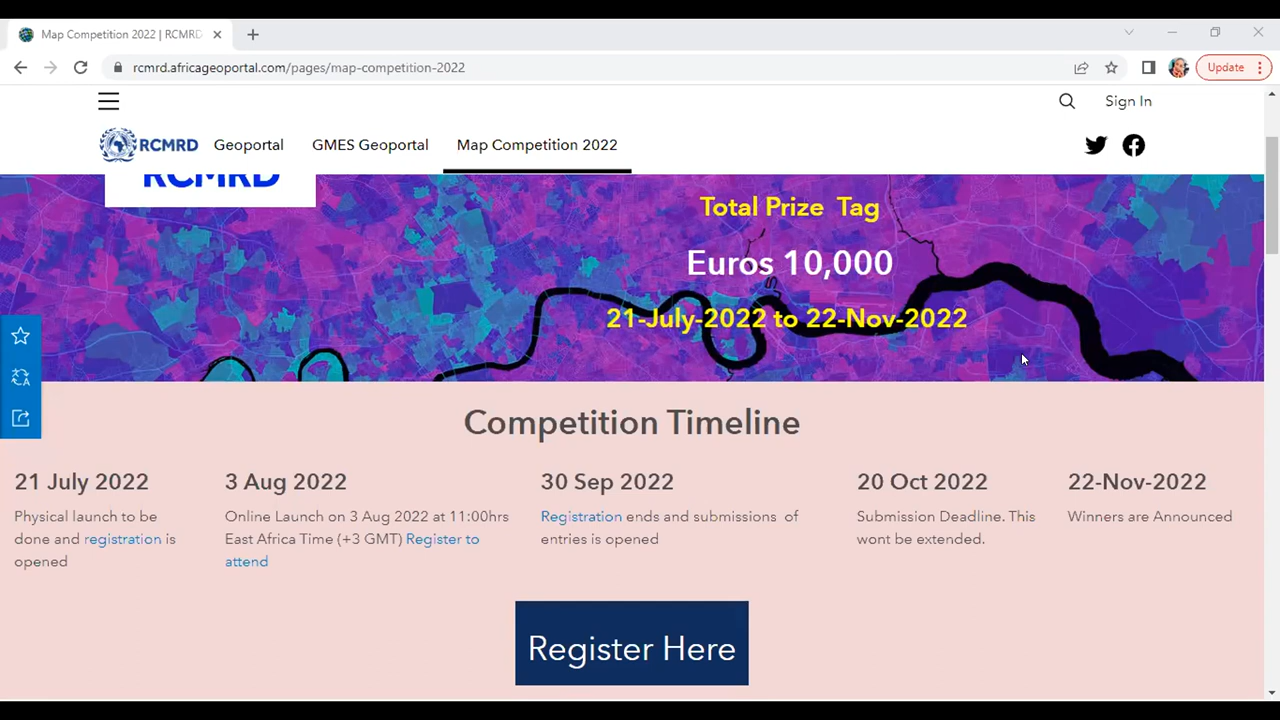 Map Competition 2022 | RCMRD
rcmrd.africageoportal.com/pages/map-competition-2022
Update
Sign In
RCMRD
Geoportal
GMES Geoportal
Map Competition 2022
RCMRD
Total Prize Tag
Euros 10,000
21-July-2022 to 22-Nov-2022
Competition Timeline
21 July 2022
Physical launch to be
done and registration is
opened
3 Aug 2022
Online Launch on 3 Aug 2022 at 11:00hrs
East Africa Time (+3 GMT) Register to
attend
30 Sep 2022
Registration ends and submissions of
entries is opened
20 Oct 2022
Submission Deadline. This
wont be extended.
22-Nov-2022
Winners are Announced
Register Here